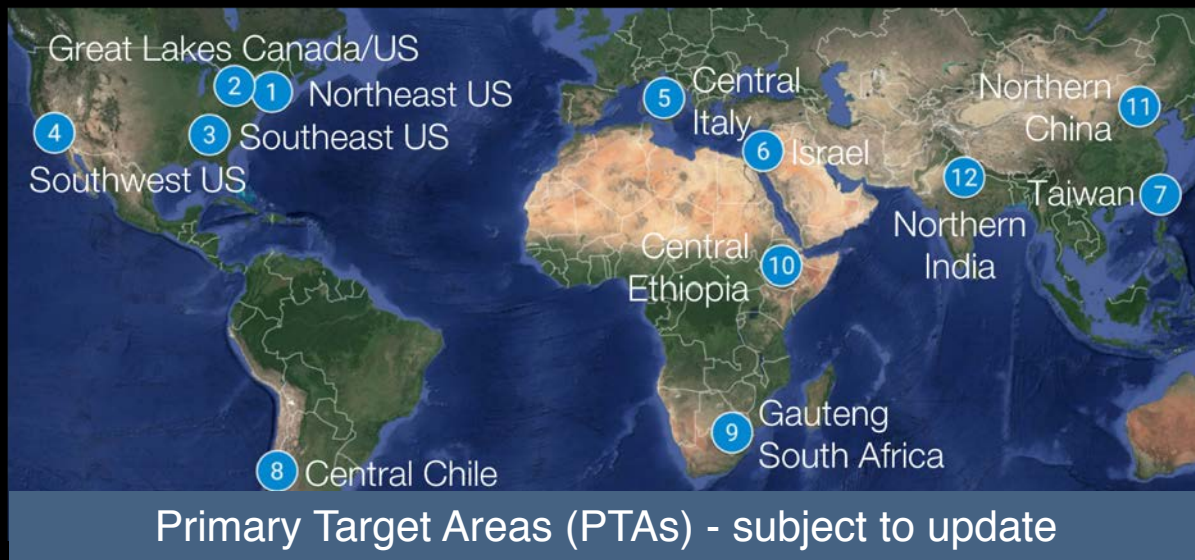 Great Lakes Canada/US
2
1
Northeast US
4
3
Southeast US
Southwest US
5
Central
Italy
6
Israel
Northern
China
11
12
Northern
India
Taiwan
7
Central
Ethiopia
10
9
Gauteng
South Africa
8
Central Chile
Primary Target Areas (PTAs) - subject to update